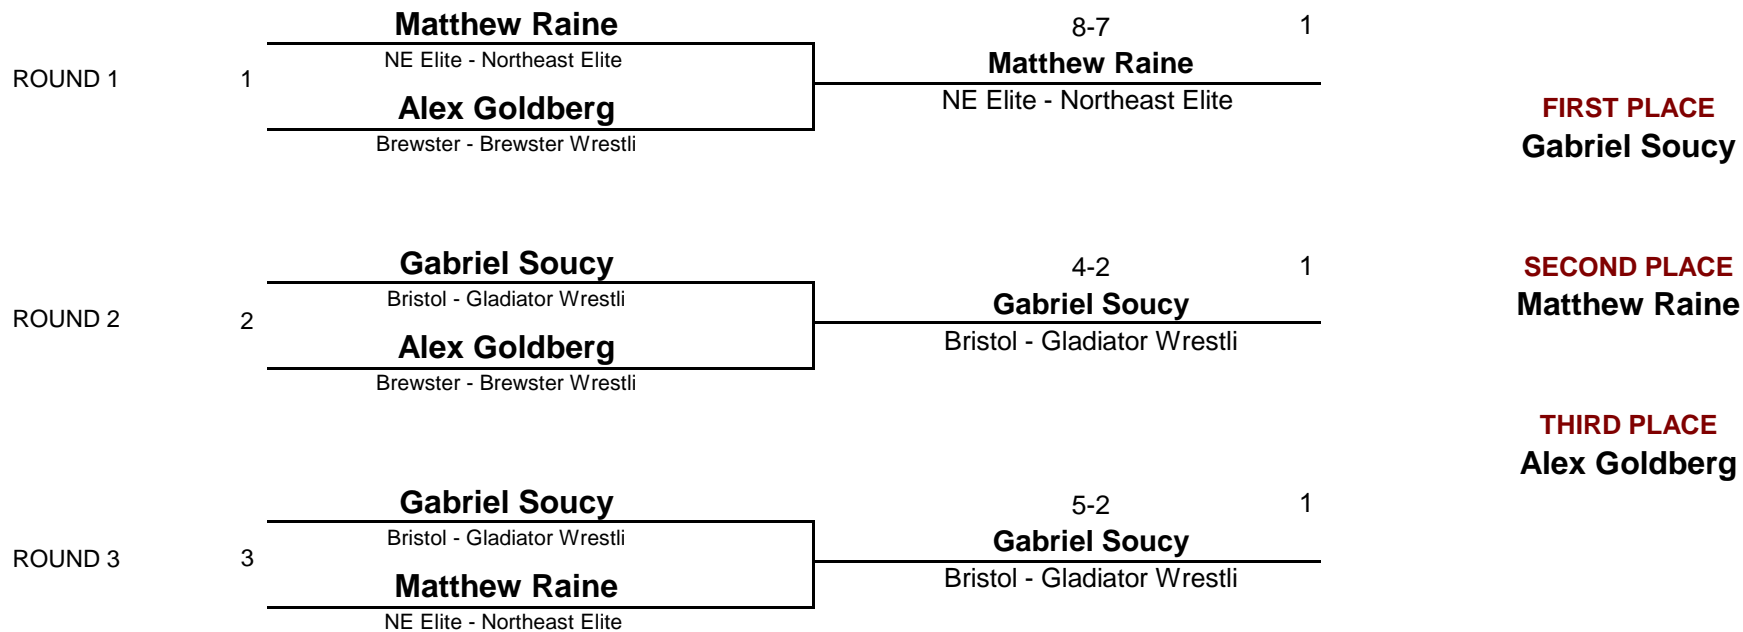 Matthew Raine
NE Elite - Northeast Elite
ROUND 1
1
Alex Goldberg
Brewster - Brewster Wrestli
8-7
1
Matthew Raine
NE Elite - Northeast Elite
FIRST PLACE
Gabriel Soucy
Gabriel Soucy
Bristol - Gladiator Wrestli
ROUND 2
2
Alex Goldberg
Brewster - Brewster Wrestli
4-2
1
Gabriel Soucy
Bristol - Gladiator Wrestli
SECOND PLACE
Matthew Raine
THIRD PLACE
Alex Goldberg
Gabriel Soucy
Bristol - Gladiator Wrestli
ROUND 3
3
Matthew Raine
NE Elite - Northeast Elite
5-2
1
Gabriel Soucy
Bristol - Gladiator Wrestli